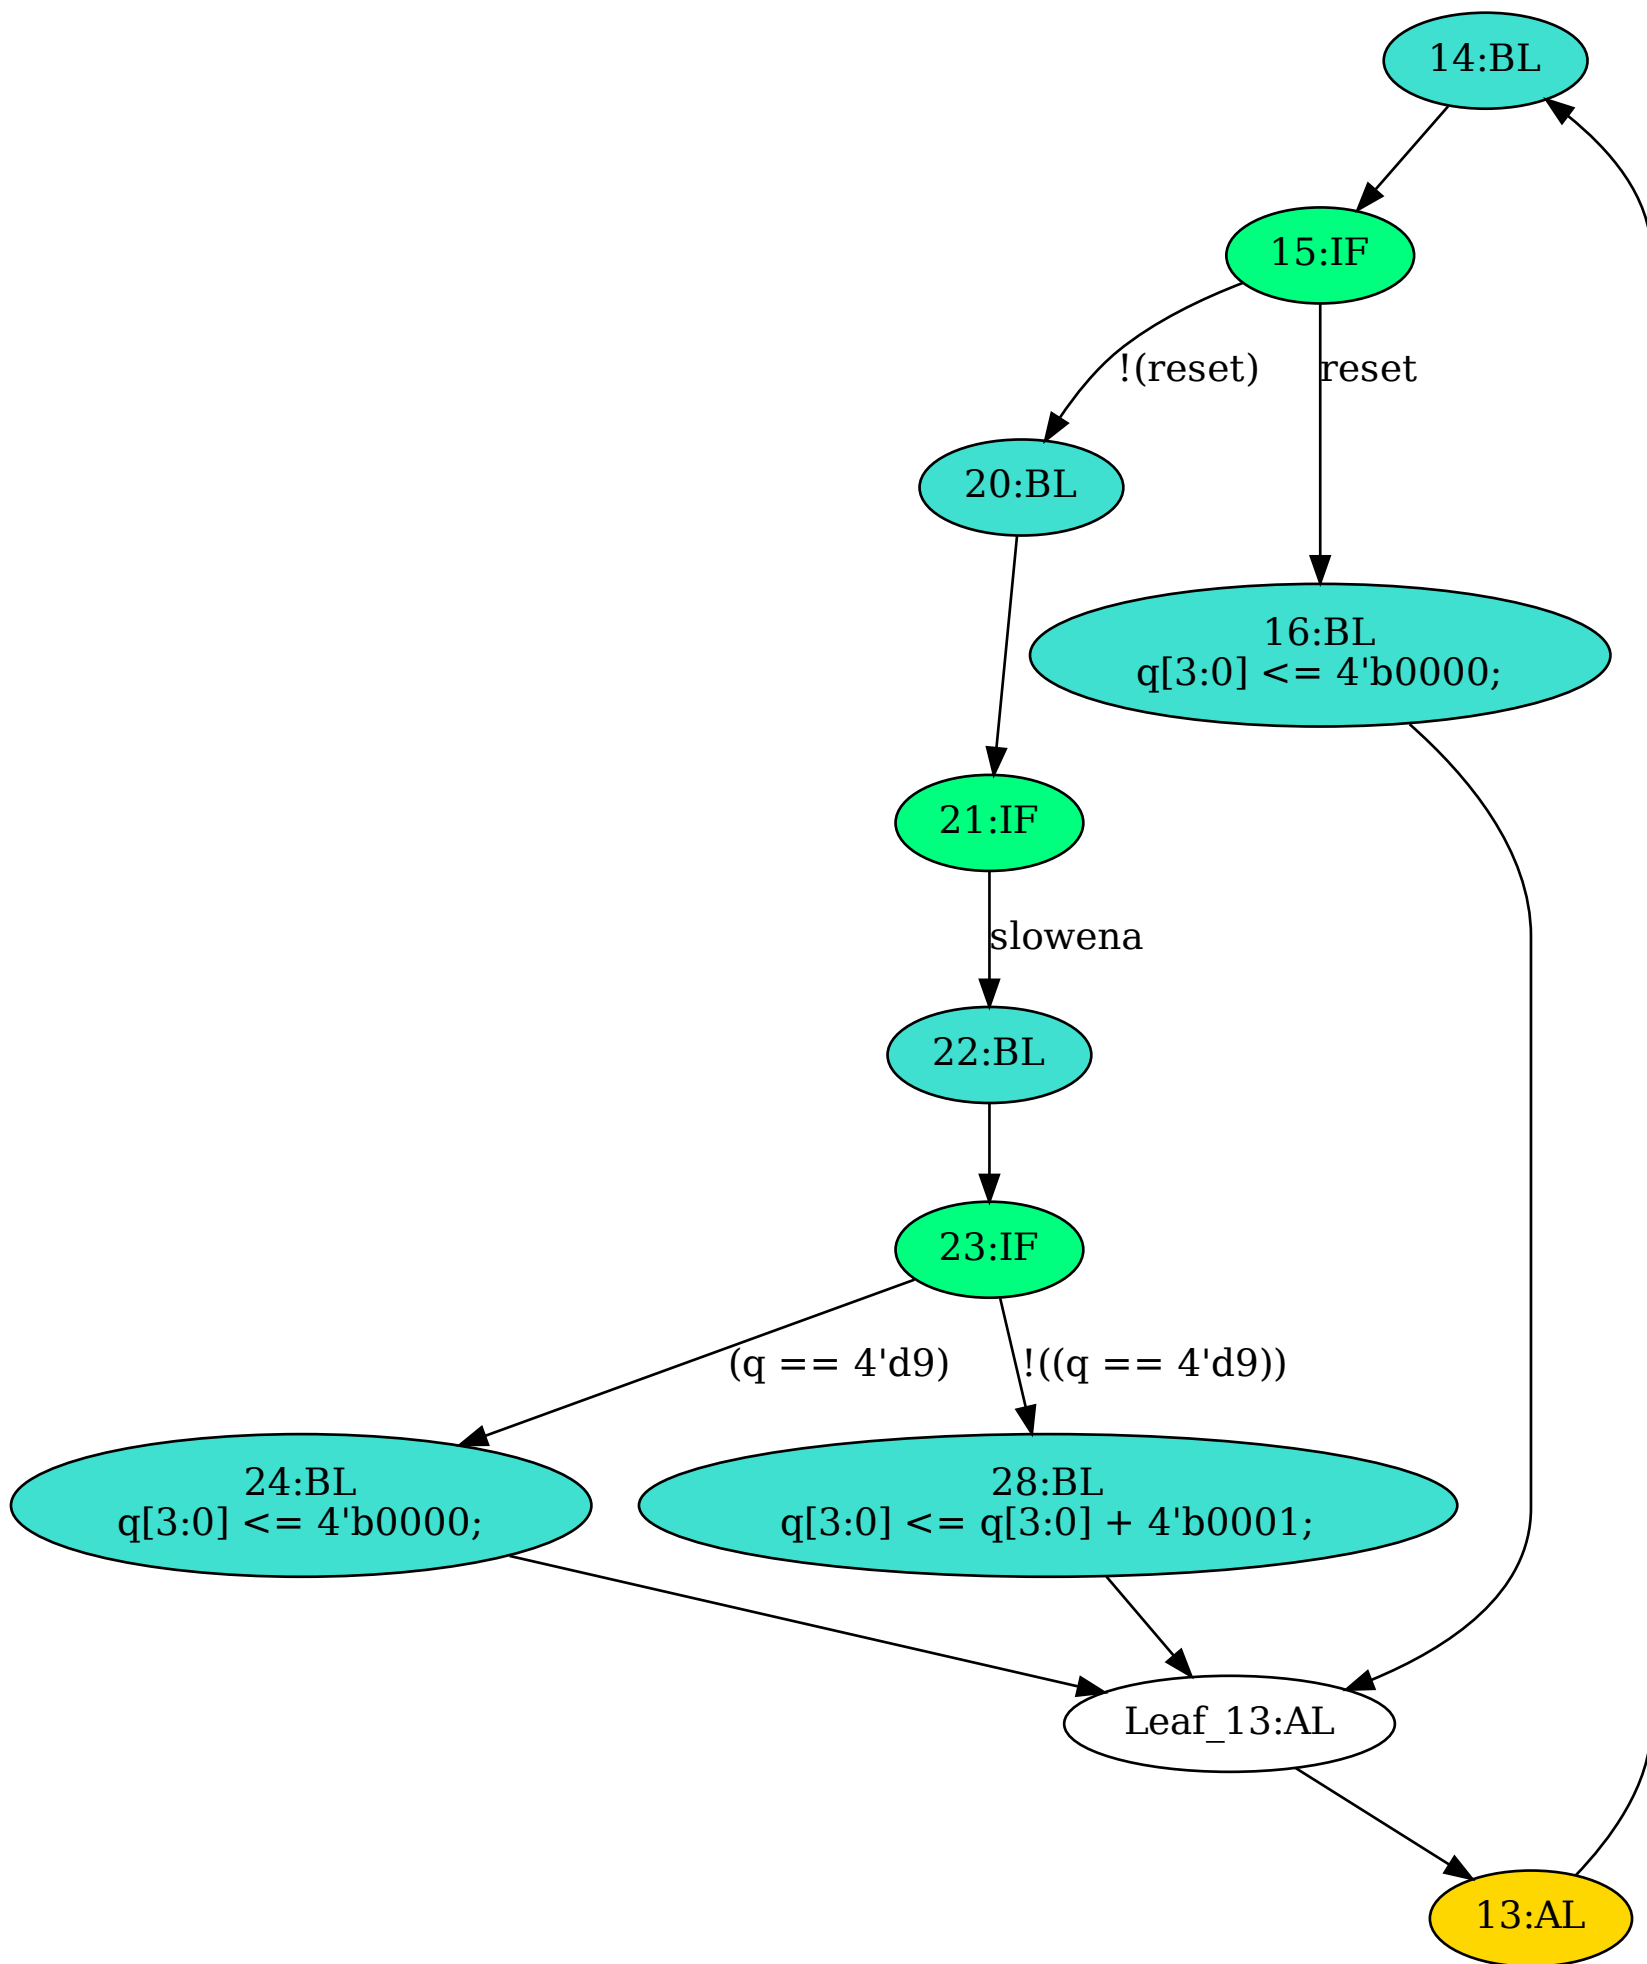 14:BL
15:IF
!(reset)
reset
20:BL
16:BL
q[3:0] <= 4'b0000;
21:IF
slowena
22:BL
23:IF
(q == 4'd9)
!((q == 4'd9))
24:BL
q[3:0] <= 4'b0000;
28:BL
q[3:0] <= q[3:0] + 4'b0001;
Leaf_13:AL
13:AL